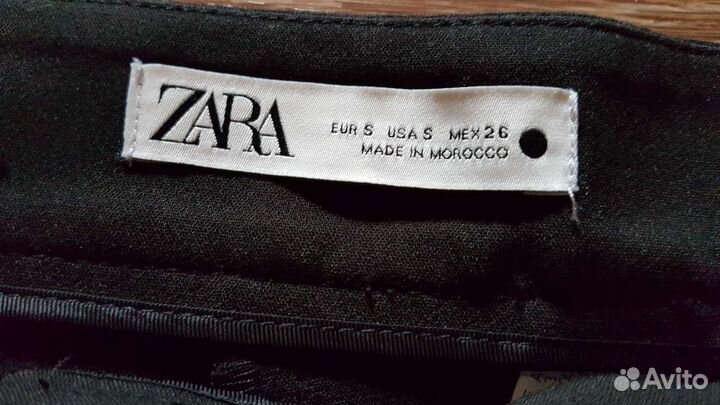 ZARA
EUR S USA S MEX 26
MADE IN MOROCCO
Avito